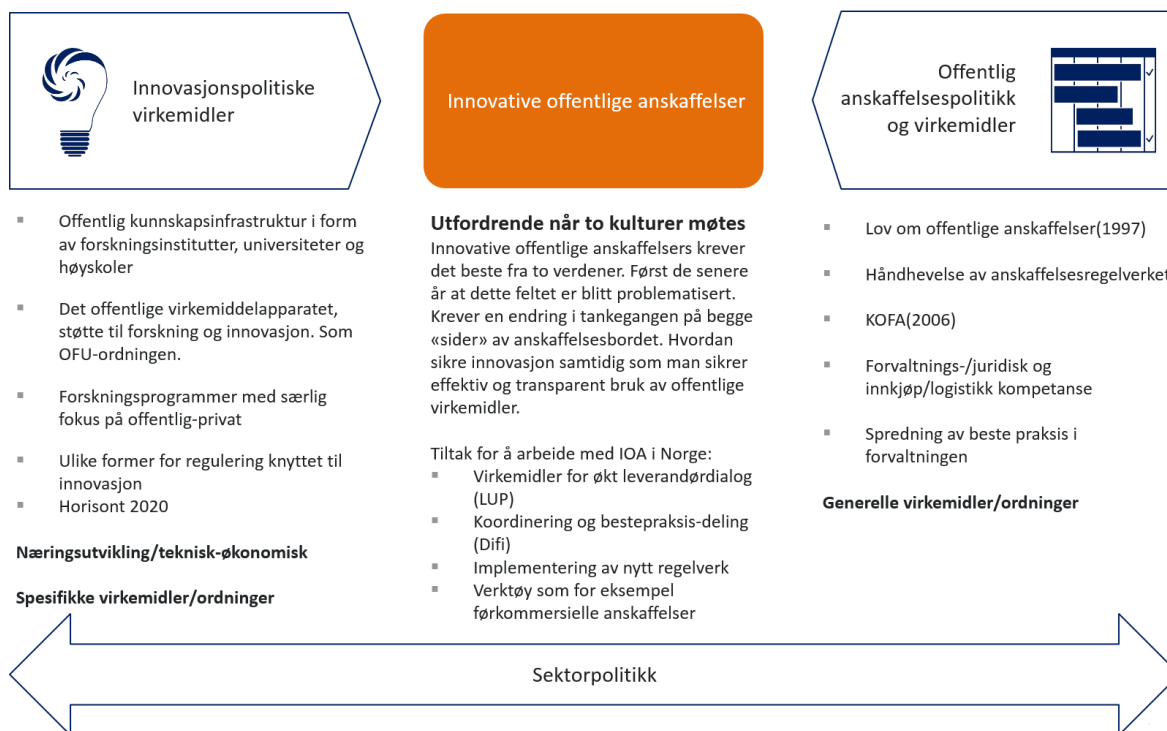 Innovasjonspolitiske
virkemidler
Innovative offentlige anskaffelser
Offentlig
anskaffelsespolitikk
og virkemidler
Offentlig kunnskapsinfrastruktur i form
av forskningsinstitutter, universiteter og
høyskoler
Det offentlige virkemiddelapparatet,
støtte til forskning og innovasjon. Som
OFU-ordningen.
Forskningsprogrammer med særlig
fokus på offentlig-privat
Ulike former for regulering knyttet til
innovasjon
Horisont 2020
Næringsutvikling/teknisk-økonomisk
Spesifikke virkemidler/ordninger
Utfordrende når to kulturer møtes
Innovative offentlige anskaffelsers krever
det beste fra to verdener. Først de senere
år at dette feltet er blitt problematisert.
Krever en endring i tankegangen på begge
«sider» av anskaffelsesbordet. Hvordan
sikre innovasjon samtidig som man sikrer
effektiv og transparent bruk av offentlige
virkemidler.
Tiltak for å arbeide med IOA i Norge:
Virkemidler for økt leverandørdialog
(LUP)
Koordinering og bestepraksis-deling
(Difi)
Implementering av nytt regelverk
Verktøy som for eksempel
førkommersielle anskaffelser
Lov om offentlige anskaffelser(1997)
Håndhevelse av anskaffelsesregelverket
KOFA(2006)
Forvaltnings-/juridisk og
innkjøp/logistikk kompetanse
Spredning av beste praksis i
forvaltningen
Generelle virkemidler/ordninger
Sektorpolitikk